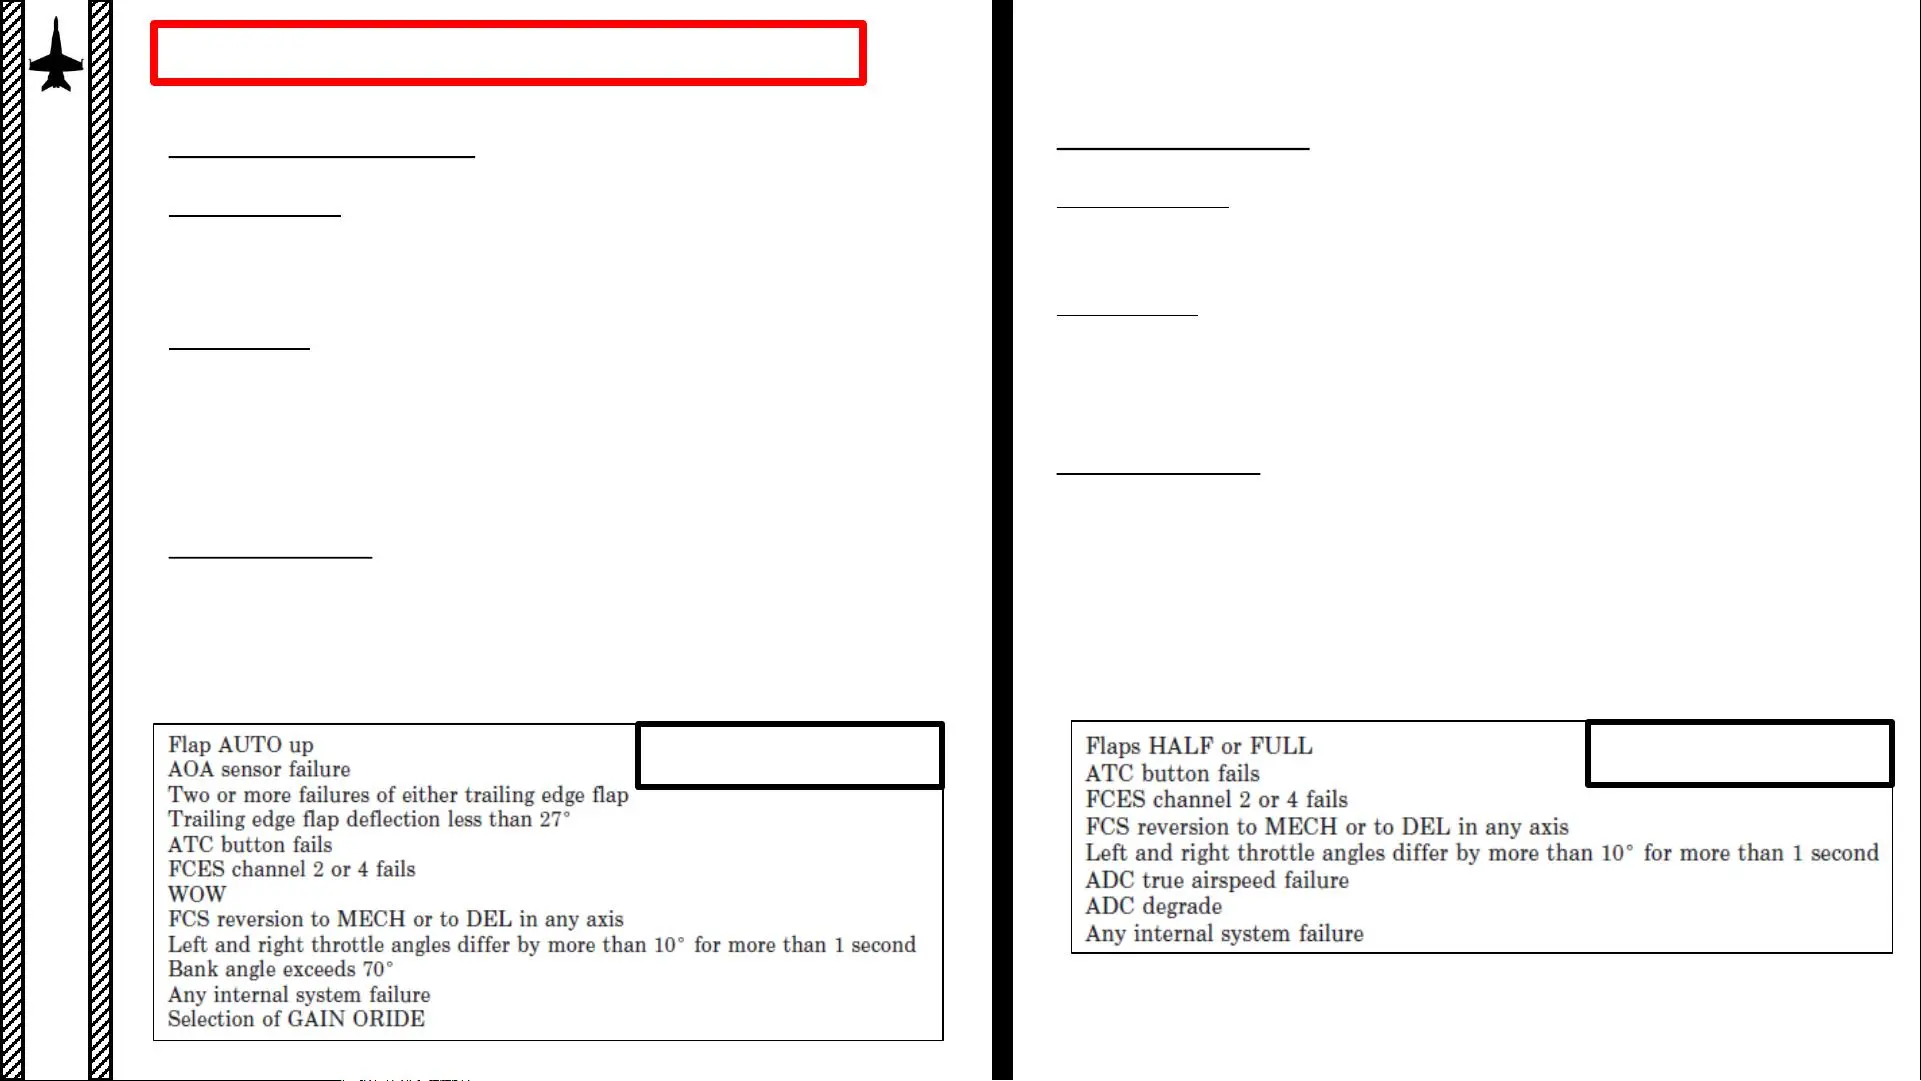 Flap AUTO up
AOA sensor failure
Two or more failures of either trailing edge flap
Trailing edge flap deflection less than 27°
ATC button fails
FCES channel 2 or 4 fails
WOW
FCS reversion to MECH or to DEL in any axis
Left and right throttle angles differ by more than 10° for more than 1 second
Bank angle exceeds 70°
Any internal system failure
Selection of GAIN ORIDE
Flaps HALF or FULL
ATC button fails
FCES channel 2 or 4 fails
FCS reversion to MECH or to DEL in any axis
Left and right throttle angles differ by more than 10° for more than 1 second
ADC true airspeed failure
ADC degrade
Any internal system failure